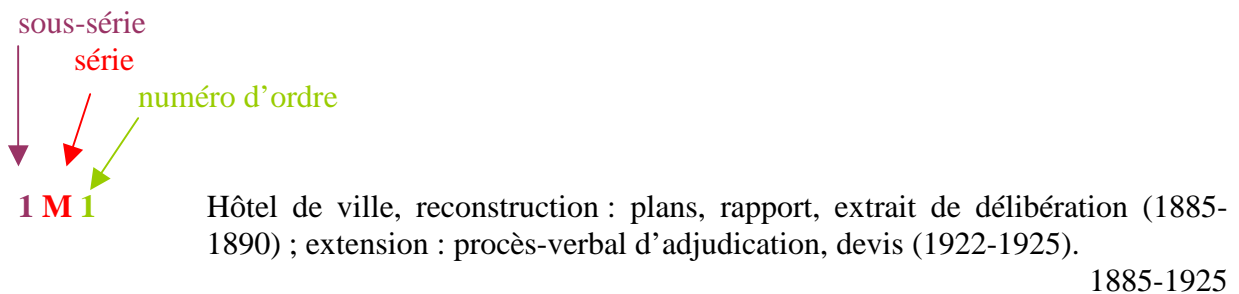 sous-série
série
numéro d’ordre
1 M 1 Hôtel de ville, reconstruction : plans, rapport, extrait de délibération (1885-
1890) ; extension : procès-verbal d’adjudication, devis (1922-1925).
1885-1925